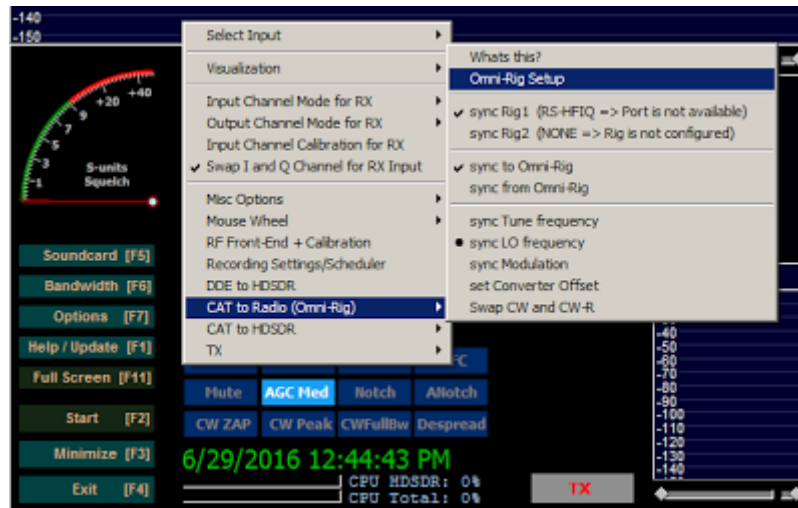 -140
-150
Select Input
Visualization
Input Channel Mode for RX
Output Channel Mode for RX
Input Channel Calibration for RX
Swap I and Q Channel for RX Input
Misc Options
Mouse Wheel
RF Front-End + Calibration
Recording Settings/Scheduler
DDE to HDSDR
CAT to Radio (Omni-Rig)
CAT to HDSDR
TX
Whats this?
Omni-Rig Setup
sync Rig1 (RS-HFIQ => Port is not available)
sync Rig2 (NONE => Rig is not configured)
sync to Omni-Rig
sync from Omni-Rig
sync Tune frequency
sync LO frequency
sync Modulation
set Converter Offset
Swap CW and CW-R
+40
+20
9
7
5
3
1
S-units
Squelch
Soundcard [F5]
Bandwidth [F6]
Options [F7]
Help / Update [F1]
Full Screen [F11]
Start [F2]
Minimize [F3]
Exit [F4]
Mute AGC Med Notch ANotch
CW ZAP CW Peak CWFullBw Despread
6/29/2016 12:44:43 PM
CPU HDSDR: 0%
CPU Total: 0%
TX
-40
-50
-60
-70
-80
-90
-100
-110
-120
-130
-140